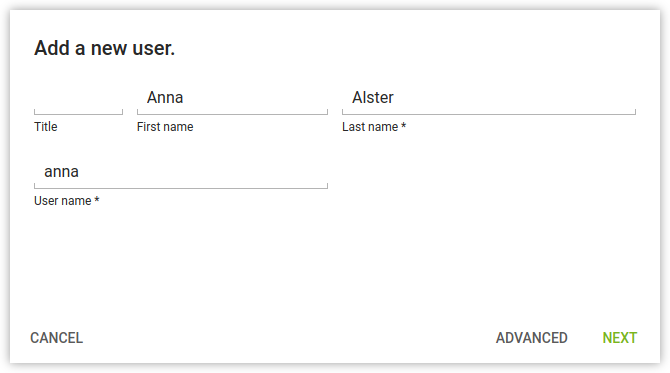 Add a new user.
Anna Alster
Title First name Last name *
anna
User name *
CANCEL ADVANCED NEXT